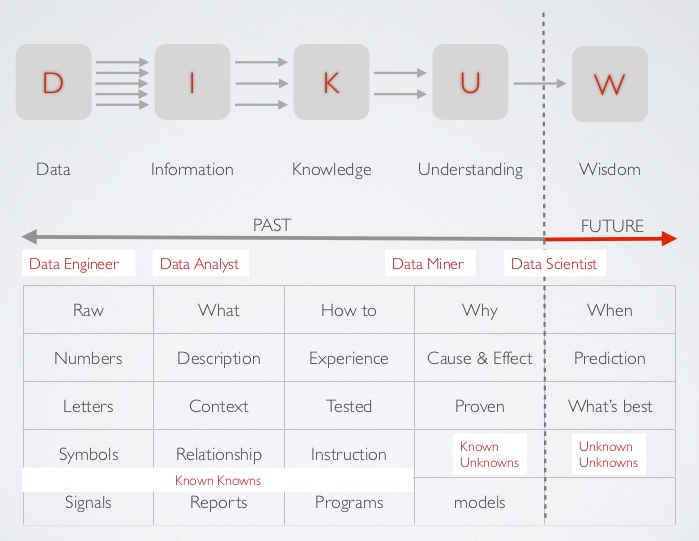 D I K U W
Data Information Knowledge Understanding Wisdom
PAST FUTURE
Data Engineer Data Analyst Data Miner Data Scientist
Raw What How to Why When
Numbers Description Experience Cause & Effect Prediction
Letters Context Tested Proven What's best
Symbols Relationship Instruction Known Unknowns Unknown Unknowns
Known Knowns
Signals Reports Programs models